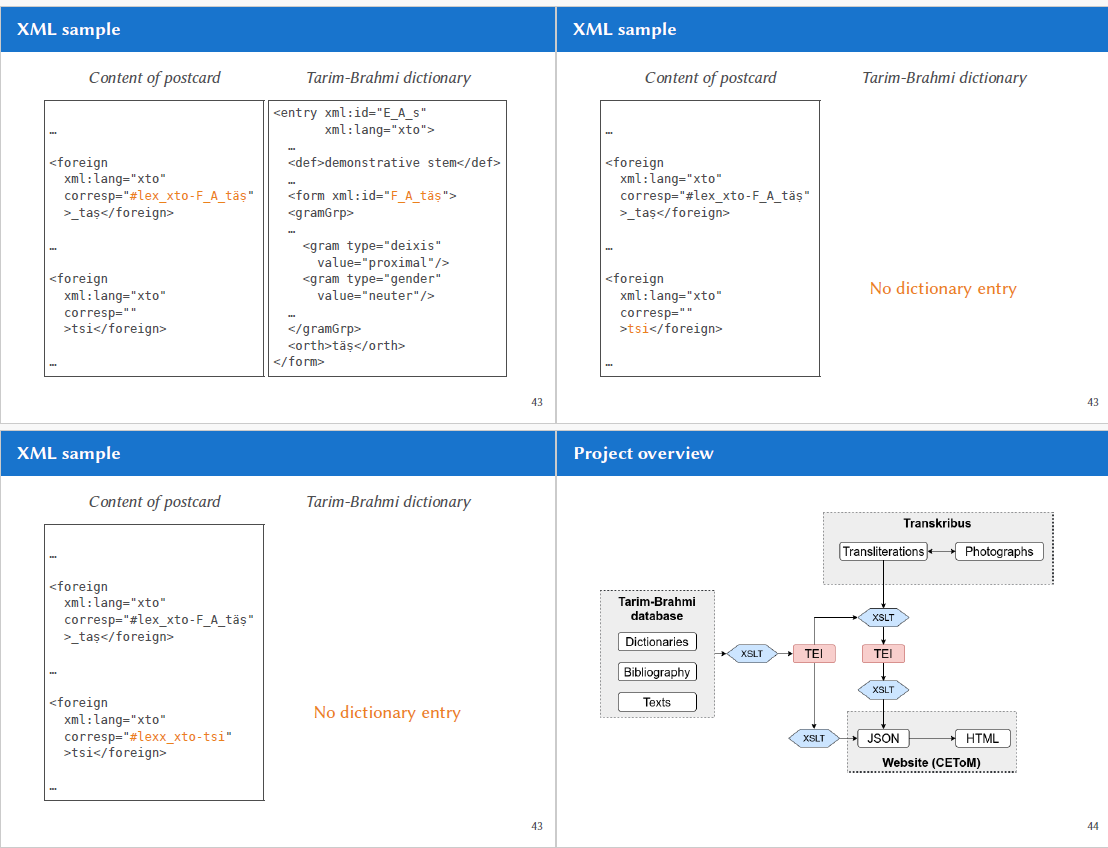 XML sample
Content of postcard
Tarim-Brahmi dictionary
…
<foreign
xml:lang="xto"
corresp="#lex_xto-F_A_täṣ"
>_taṣ</foreign>
…
<foreign
xml:lang="xto"
corresp=""
>tsi</foreign>
…
<entry xml:id="E_A_s"
xml:lang="xto">
…
<def>demonstrative stem</def>
…
<form xml:id="F_A_täṣ">
<gramGrp>
…
<gram type="deixis"
value="proximal"/>
<gram type="gender"
value="neuter"/>
…
</gramGrp>
<orth>täṣ</orth>
</form>
43
XML sample
Content of postcard
Tarim-Brahmi dictionary
…
<foreign
xml:lang="xto"
corresp="#lex_xto-F_A_täṣ"
>_taṣ</foreign>
…
<foreign
xml:lang="xto"
corresp=""
>tsi</foreign>
…
No dictionary entry
43
XML sample
Content of postcard
Tarim-Brahmi dictionary
…
<foreign
xml:lang="xto"
corresp="#lex_xto-F_A_täṣ"
>_taṣ</foreign>
…
<foreign
xml:lang="xto"
corresp="#lexx_xto-tsi"
>tsi</foreign>
…
No dictionary entry
43
Project overview
Transkribus
Transliterations
Photographs
Tarim-Brahmi
database
Dictionaries
Bibliography
Texts
XSLT
TEI
XSLT
TEI
XSLT
XSLT
JSON
HTML
Website (CEToM)
44